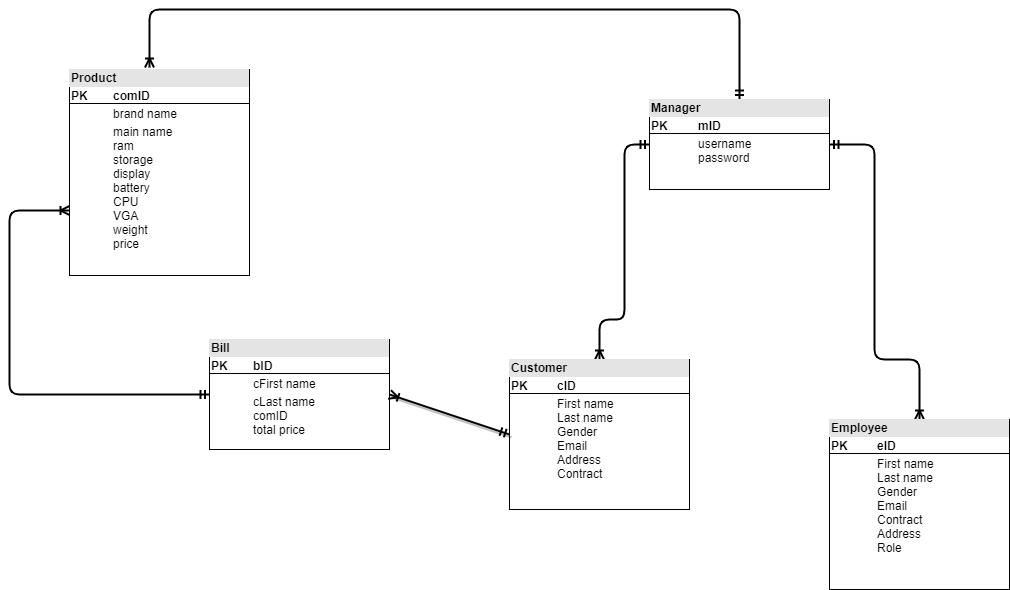 Product
PK comID
brand name
main name
ram
storage
display
battery
CPU
VGA
weight
price
Manager
PK mID
username
password
Bill
PK bID
cFirst name
cLast name
comID
total price
Customer
PK cID
First name
Last name
Gender
Email
Address
Contract
Employee
PK eID
First name
Last name
Gender
Email
Contract
Address
Role